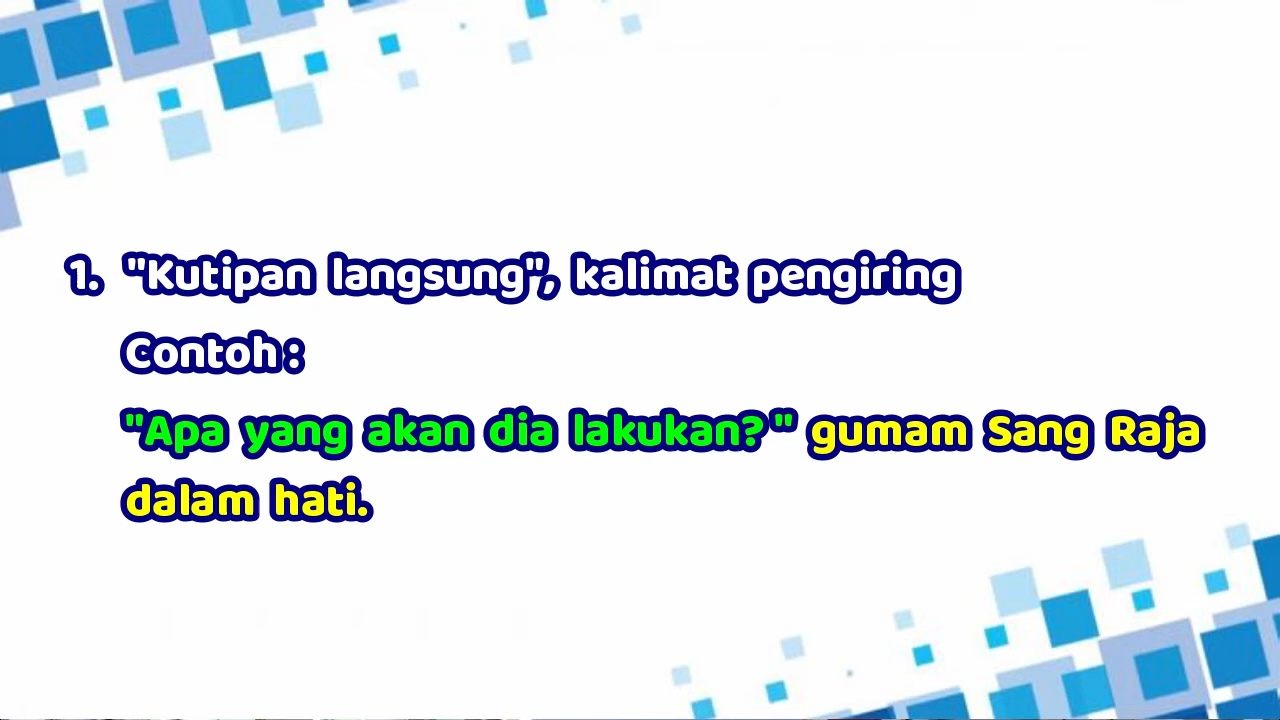 1. "Kutipan langsung", kalimat pengiring
Contoh :
"Apa yang akan dia lakukan? " gumam Sang Raja
dalam hati.